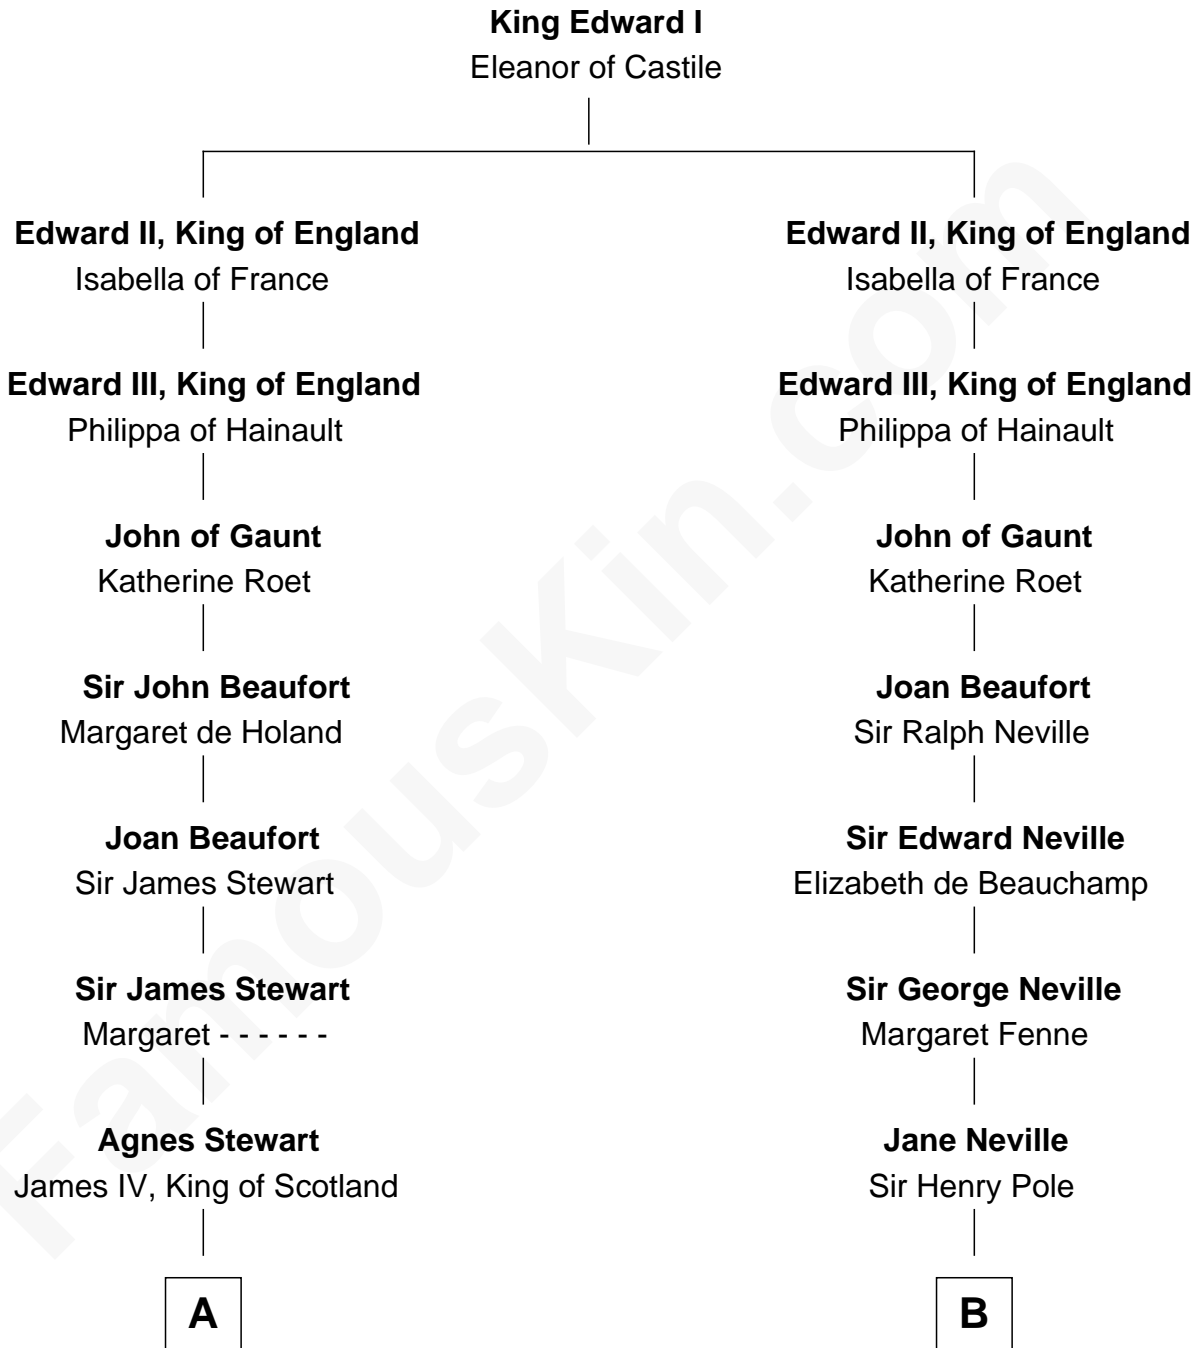 King Edward I
Eleanor of Castile
Edward II, King of England
Isabella of France
Edward III, King of England
Philippa of Hainault
John of Gaunt
Katherine Roet
Sir John Beaufort
Margaret de Holand
Joan Beaufort
Sir James Stewart
Sir James Stewart
Margaret - - - - - -
Agnes Stewart
James IV, King of Scotland
A
Edward II, King of England
Isabella of France
Edward III, King of England
Philippa of Hainault
John of Gaunt
Katherine Roet
Joan Beaufort
Sir Ralph Neville
Sir Edward Neville
Elizabeth de Beauchamp
Sir George Neville
Margaret Fenne
Jane Neville
Sir Henry Pole
B
FamousKin.com